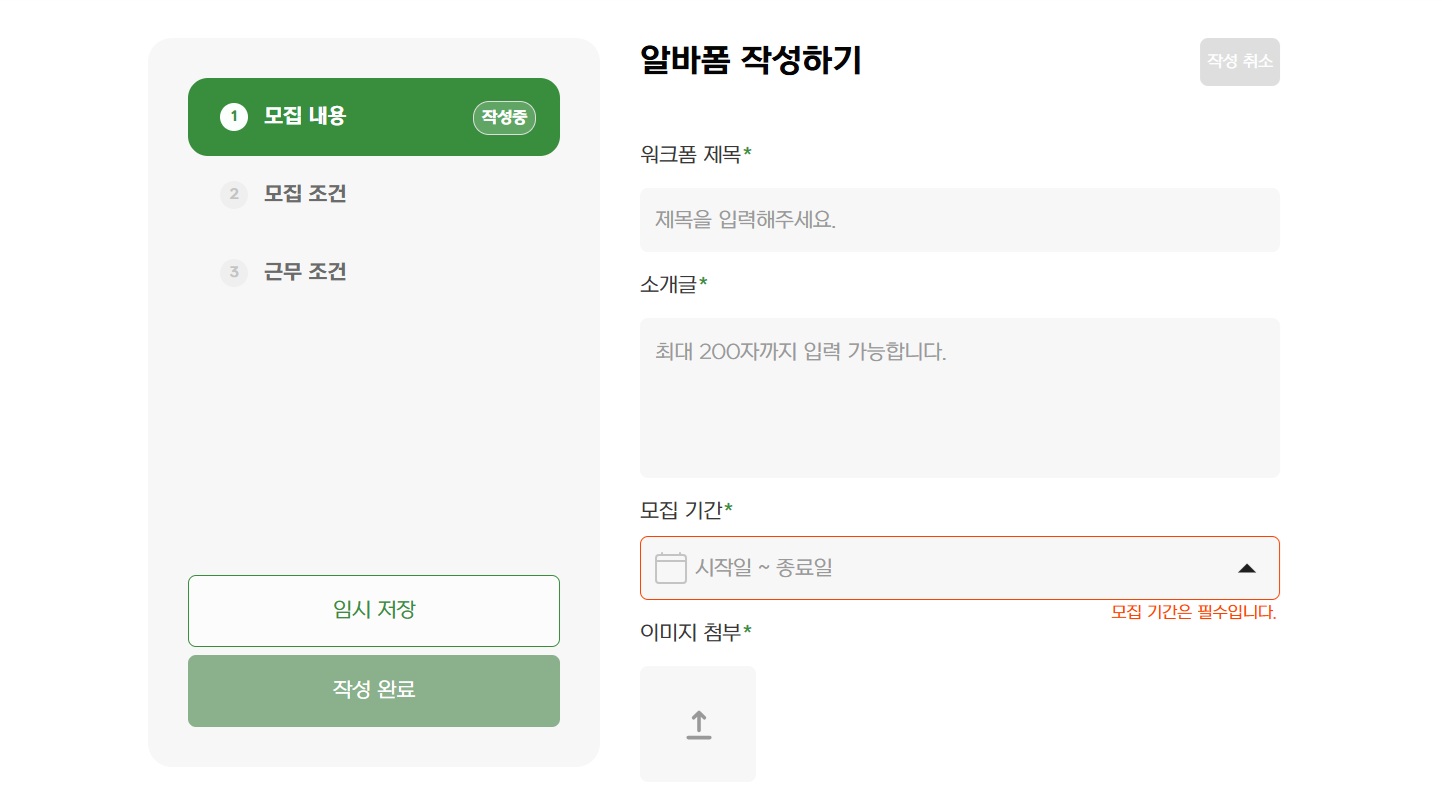 1 모집 내용 작성중
2 모집 조건
3 근무 조건
임시 저장
작성 완료
알바폼 작성하기
작성 취소
워크폼 제목*
제목을 입력해주세요.
소개글*
최대 200자까지 입력 가능합니다.
모집 기간*
시작일 ~ 종료일
모집 기간은 필수입니다.
이미지 첨부*